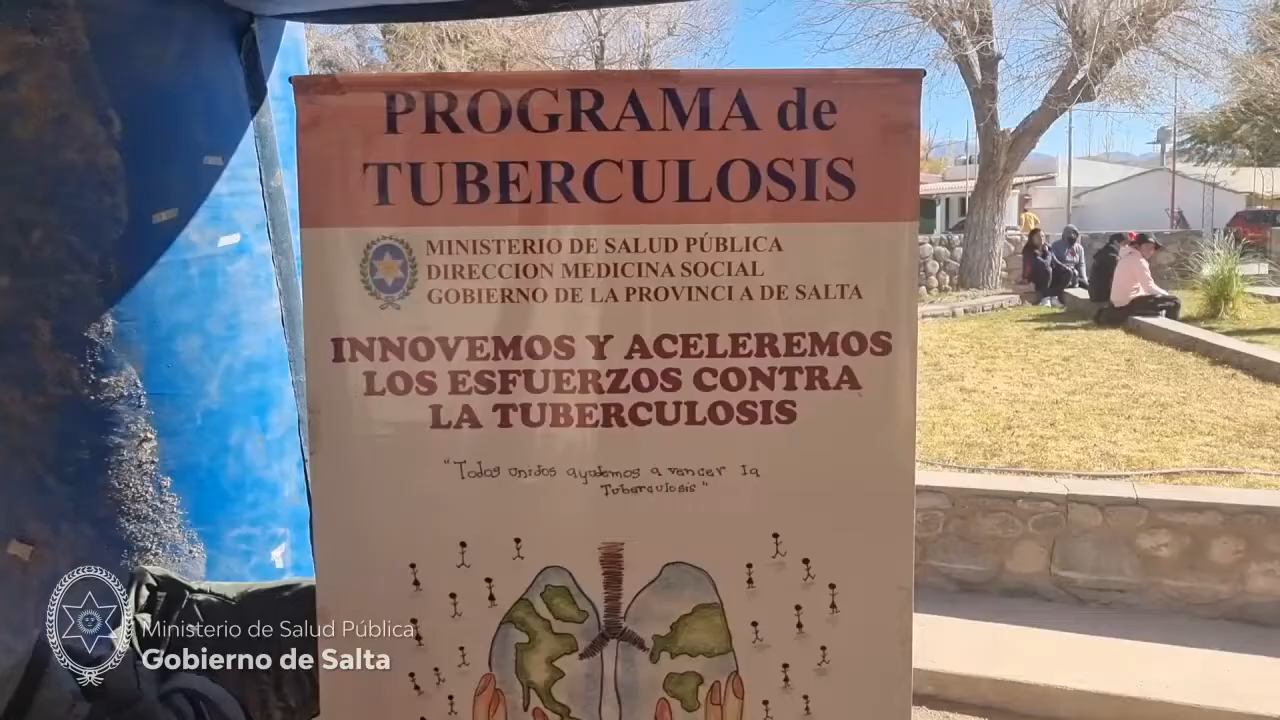 PROGRAMA de
TUBERCULOSIS
MINISTERIO DE SALUD PÚBLICA
DIRECCION MEDICINA SOCIAL
GOBIERNO DE LA PROVINCI A DE SALTA
INNOVEMOS Y ACELEREMOS
LOS ESFUERZOS CONTRA
LA TUBERCULOSIS
"Todos unidos ayudemos a vencer la
Tuberculosis"
Ministerio de Salud Pública
Gobierno de Salta